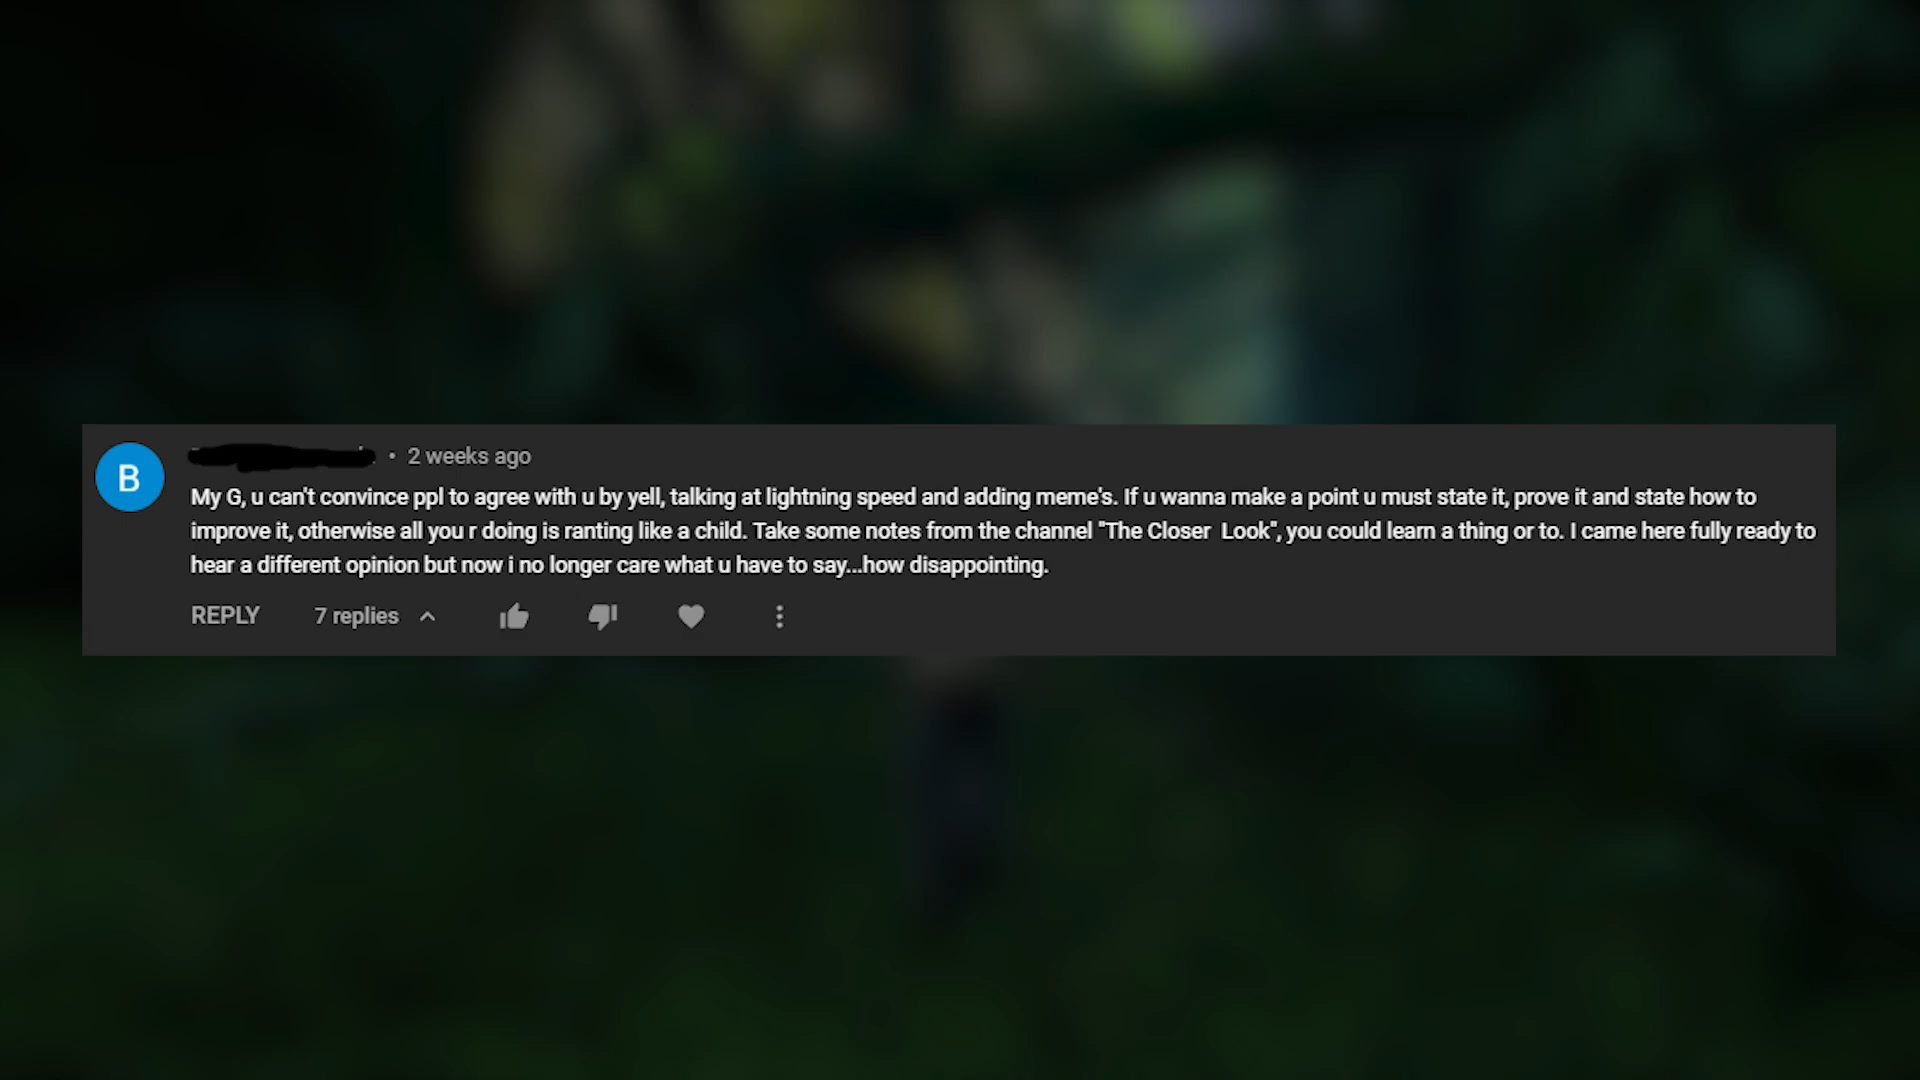 B
• 2 weeks ago
My G, u can't convince ppl to agree with u by yell, talking at lightning speed and adding meme's. If u wanna make a point u must state it, prove it and state how to
improve it, otherwise all you r doing is ranting like a child. Take some notes from the channel "The Closer  Look", you could learn a thing or to. I came here fully ready to
hear a different opinion but now i no longer care what u have to say...how disappointing.
REPLY 7 replies